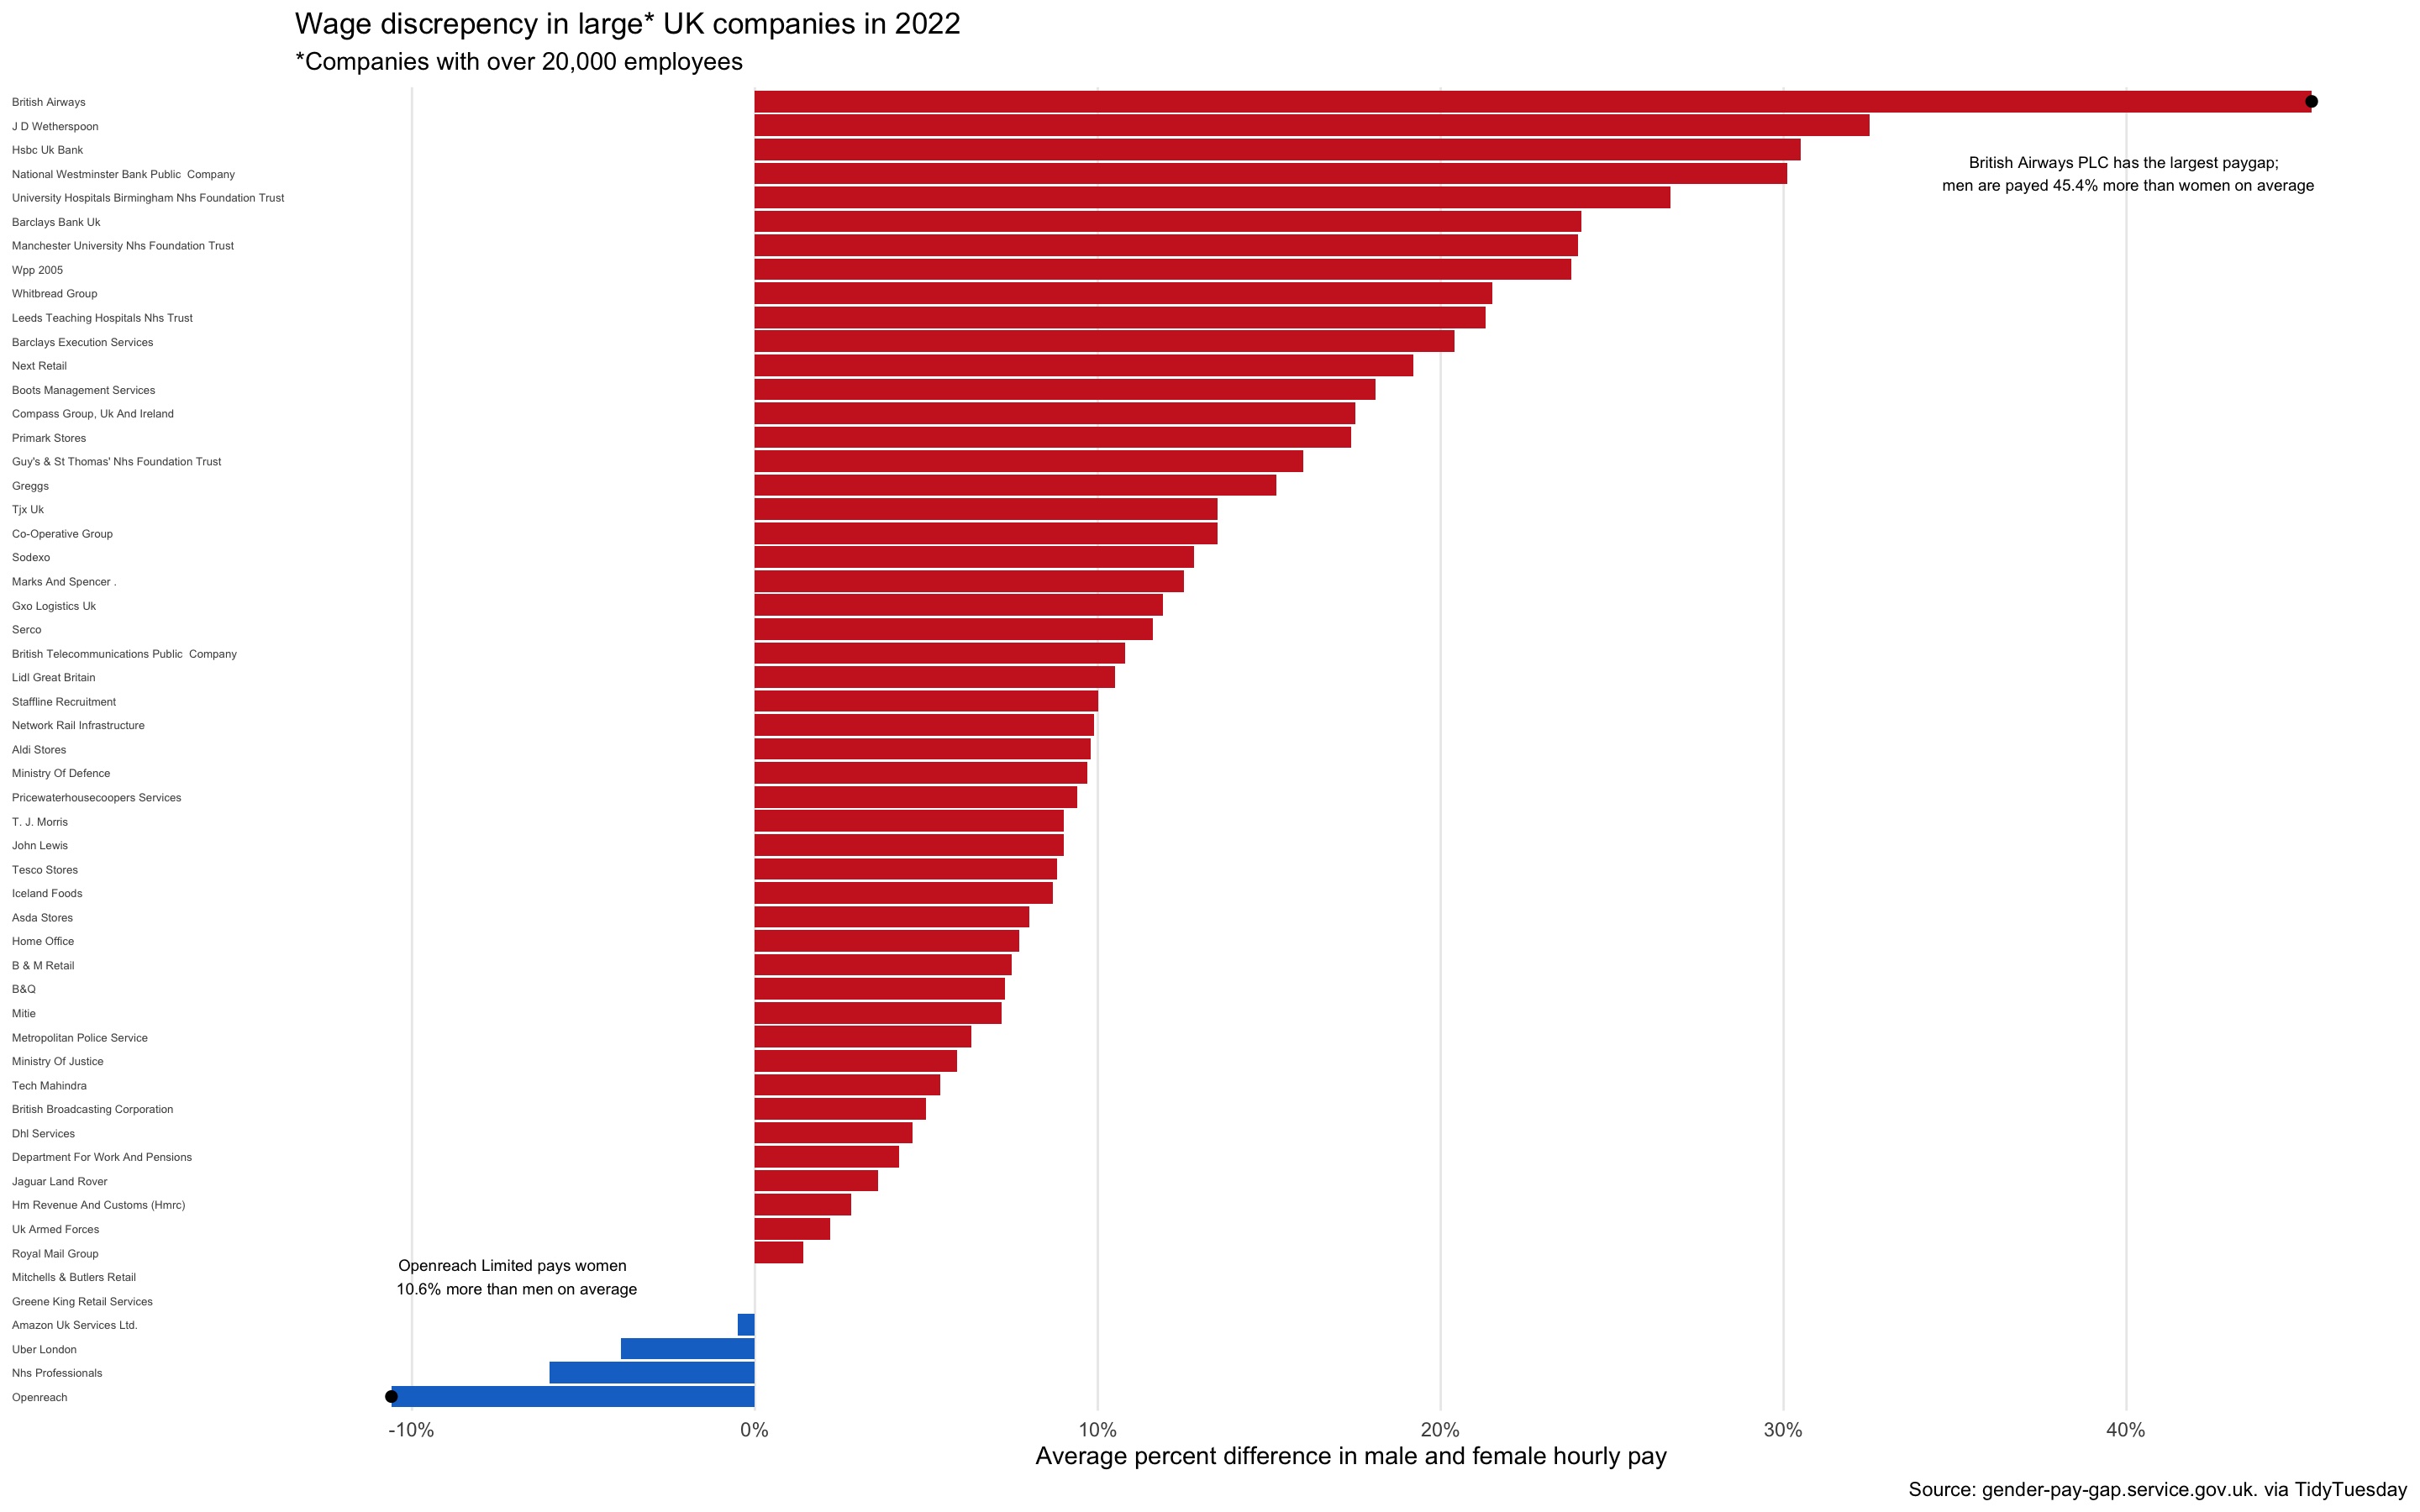 Wage discrepency in large* UK companies in 2022
*Companies with over 20,000 employees
British Airways
J D Wetherspoon
Hsbc Uk Bank
National Westminster Bank Public  Company
University Hospitals Birmingham Nhs Foundation Trust
Barclays Bank Uk
Manchester University Nhs Foundation Trust
Wpp 2005
Whitbread Group
Leeds Teaching Hospitals Nhs Trust
Barclays Execution Services
Next Retail
Boots Management Services
Compass Group, Uk And Ireland
Primark Stores
Guy's & St Thomas' Nhs Foundation Trust
Greggs
Tjx Uk
Co-Operative Group
Sodexo
Marks And Spencer .
Gxo Logistics Uk
Serco
British Telecommunications Public  Company
Lidl Great Britain
Staffline Recruitment
Network Rail Infrastructure
Aldi Stores
Ministry Of Defence
Pricewaterhousecoopers Services
T. J. Morris
John Lewis
Tesco Stores
Iceland Foods
Asda Stores
Home Office
B & M Retail
B&Q
Mitie
Metropolitan Police Service
Ministry Of Justice
Tech Mahindra
British Broadcasting Corporation
Dhl Services
Department For Work And Pensions
Jaguar Land Rover
Hm Revenue And Customs (Hmrc)
Uk Armed Forces
Royal Mail Group
Mitchells & Butlers Retail
Greene King Retail Services
Amazon Uk Services Ltd.
Uber London
Nhs Professionals
Openreach
British Airways PLC has the largest paygap;
men are payed 45.4% more than women on average
Openreach Limited pays women
10.6% more than men on average
-10%
0%
10%
20%
30%
40%
Average percent difference in male and female hourly pay
Source: gender-pay-gap.service.gov.uk. via TidyTuesday